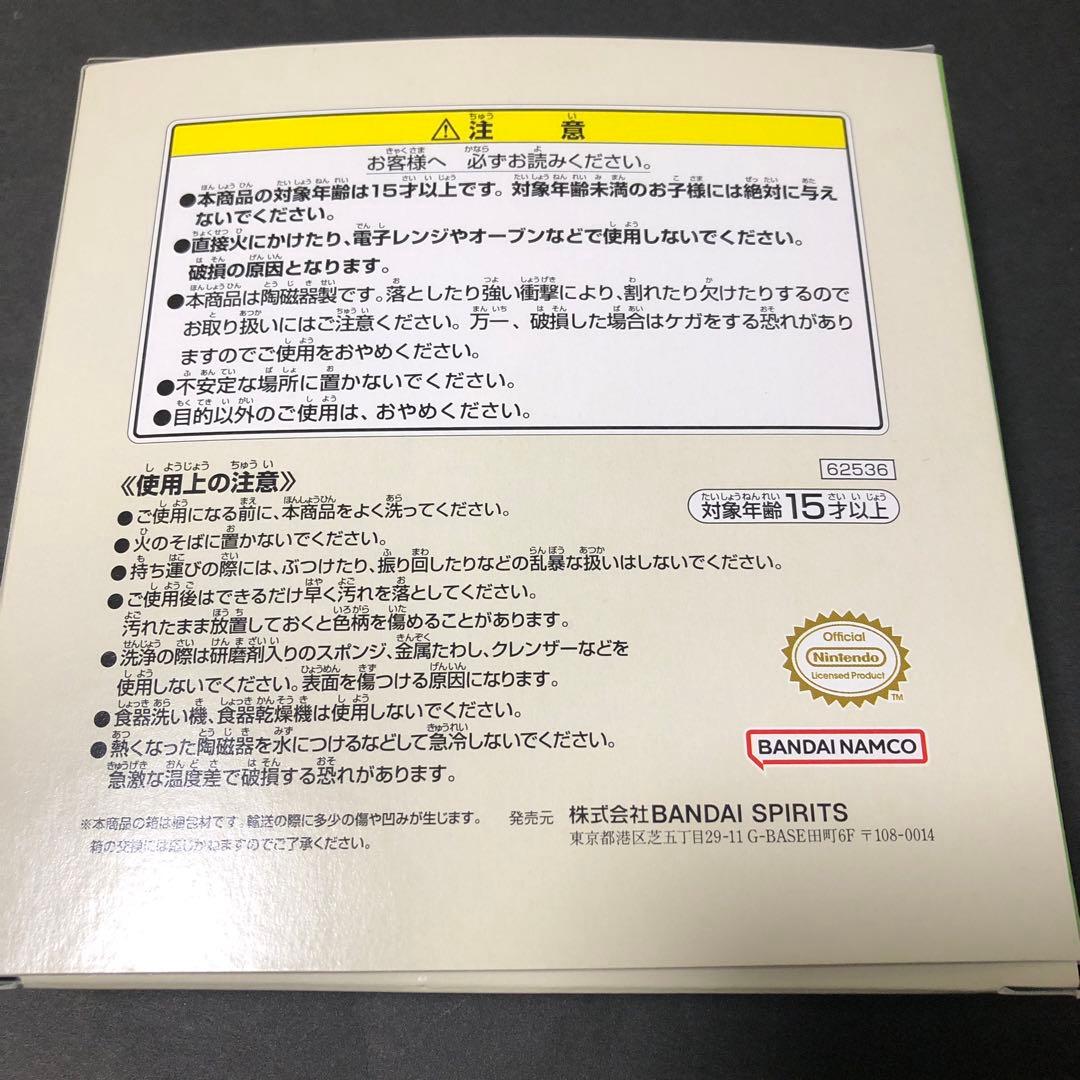 ⚠注意
お客様へ 必ずお読みください。
●本商品の対象年齢は15才以上です。対象年齢未満のお子様には絶対に与え
ないでください。
●直接火にかけたり、電子レンジやオーブンなどで使用しないでください。
破損の原因となります。
●本商品は陶磁器製です。落としたり強い衝撃により、割れたり欠けたりするので
お取り扱いにはご注意ください。万一、破損した場合はケガをする恐れがあり
ますのでご使用をおやめください。
●不安定な場所に置かないでください。
●目的以外のご使用は、おやめください。
62536
対象年齢15才以上
《使用上の注意》
●ご使用になる前に、本商品をよく洗ってください。
●火のそばに置かないでください。
●持ち運びの際には、ぶつけたり、振り回したりなどの乱暴な扱いはしないでください。
●ご使用後はできるだけ早く汚れを落としてください。
汚れたまま放置しておくと色柄を傷めることがあります。
●洗浄の際は研磨剤入りのスポンジ、金属たわし、クレンザーなどを
使用しないでください。表面を傷つける原因になります。
●食器洗い機、食器乾燥機は使用しないでください。
●熱くなった陶磁器を水につけるなどして急冷しないでください。
急激な温度差で破損する恐れがあります。
Official
Nintendo
Licensed Product
TM
BANDAI NAMCO
※本商品の箱は梱包材です。輸送の際に多少の傷や凹みが生じます。
箱の交換には応じかねますのでご了承ください。
発売元 株式会社BANDAI SPIRITS
東京都港区芝五丁目29-11 G-BASE田町6F 〒108-0014